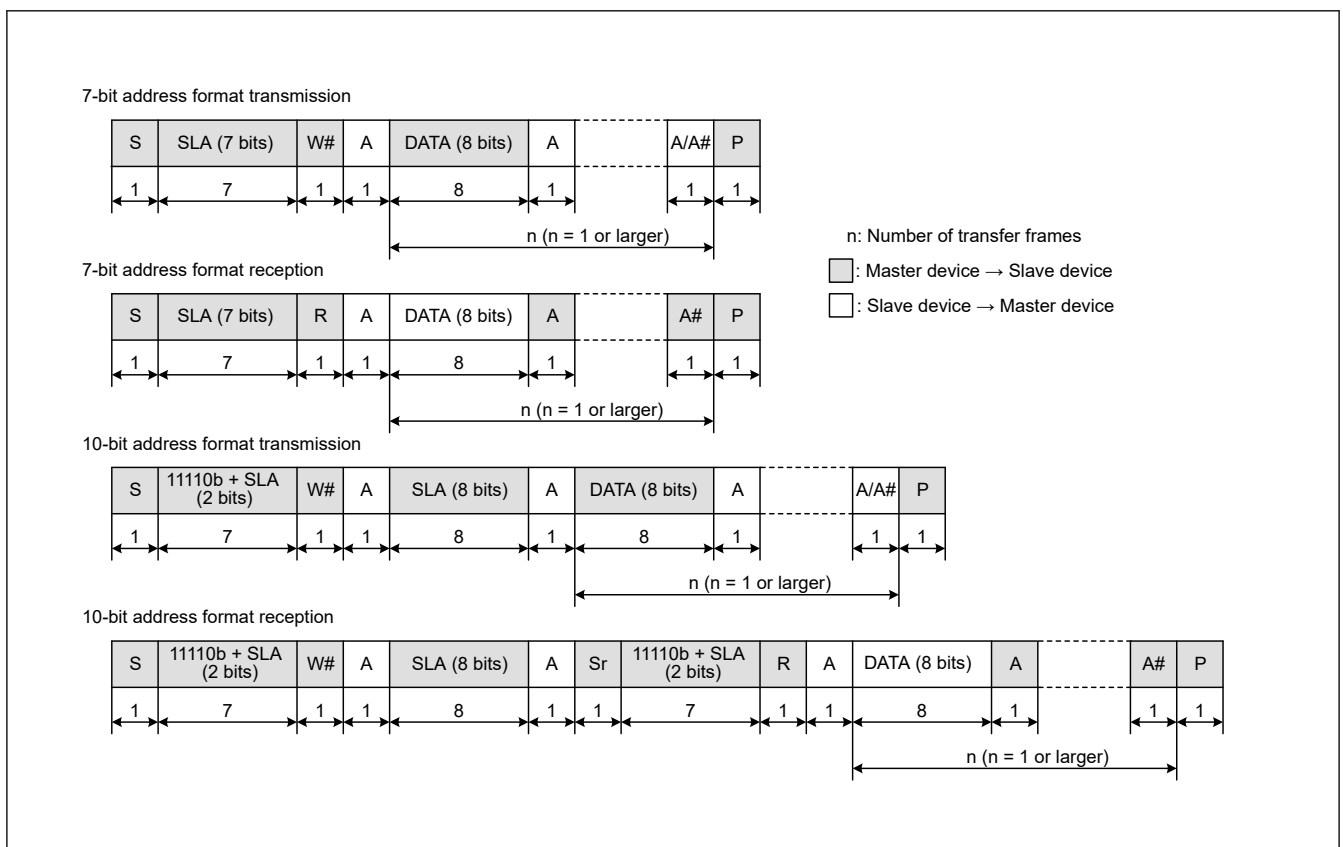 7-bit address format transmission
S SLA (7 bits) W# A DATA (8 bits) A A/A# P
1 7 1 1 8 1 1 1
n (n = 1 or larger)
n: Number of transfer frames
: Master device → Slave device
: Slave device → Master device
7-bit address format reception
S SLA (7 bits) R A DATA (8 bits) A A# P
1 7 1 1 8 1 1 1
n (n = 1 or larger)
10-bit address format transmission
S 11110b + SLA (2 bits) W# A SLA (8 bits) A DATA (8 bits) A A/A# P
1 7 1 1 8 1 8 1 1 1
n (n = 1 or larger)
10-bit address format reception
S 11110b + SLA (2 bits) W# A SLA (8 bits) A Sr 11110b + SLA (2 bits) R A DATA (8 bits) A A# P
1 7 1 1 8 1 1 7 1 1 8 1 1 1
n (n = 1 or larger)